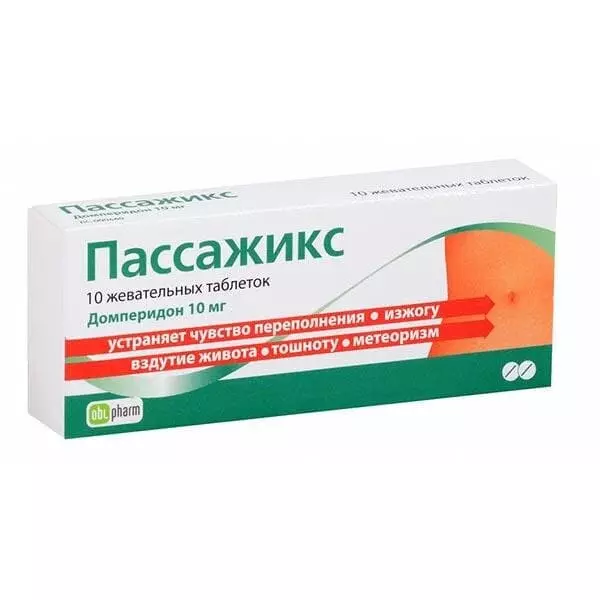 Пассажикс
Домперидон 10 мг
10 жевательных таблеток
Пассажикс
10 жевательных таблеток
Домперидон 10 мг
устраняет чувство переполнения • изжогу
вздутие живота • тошноту • метеоризм
obl pharm